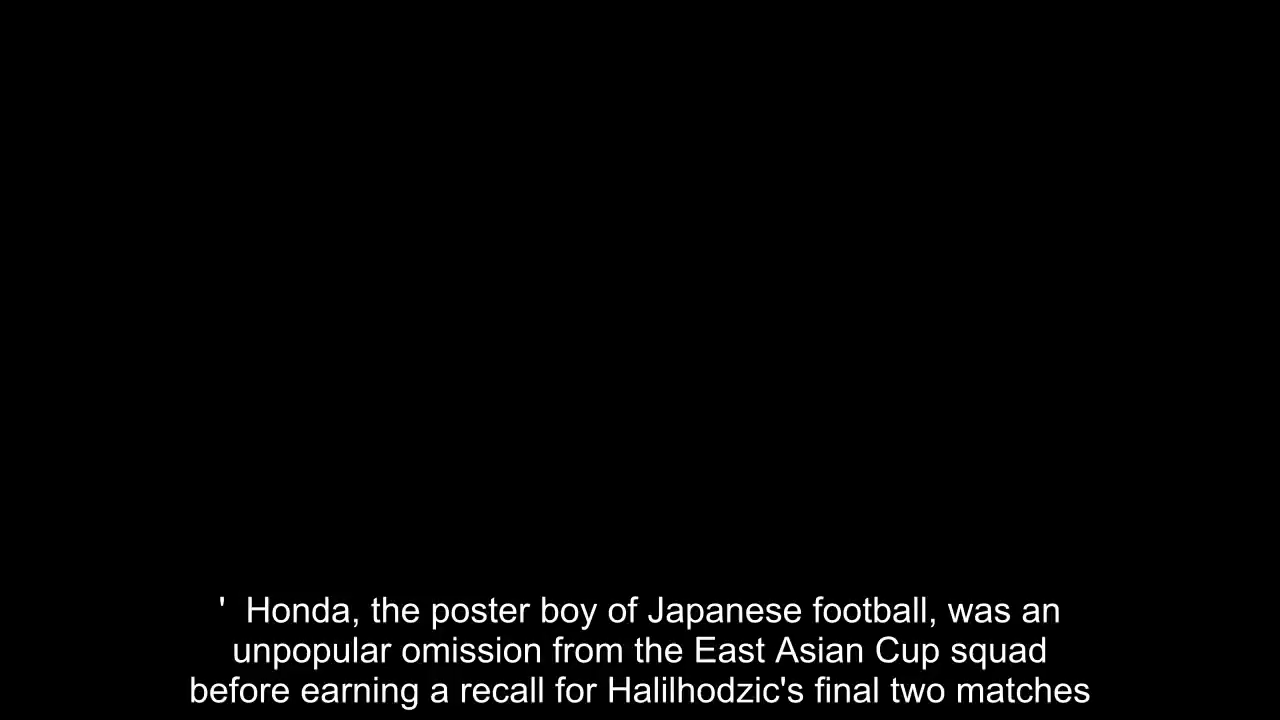 '  Honda, the poster boy of Japanese football, was an
unpopular omission from the East Asian Cup squad
before earning a recall for Halilhodzic's final two matches